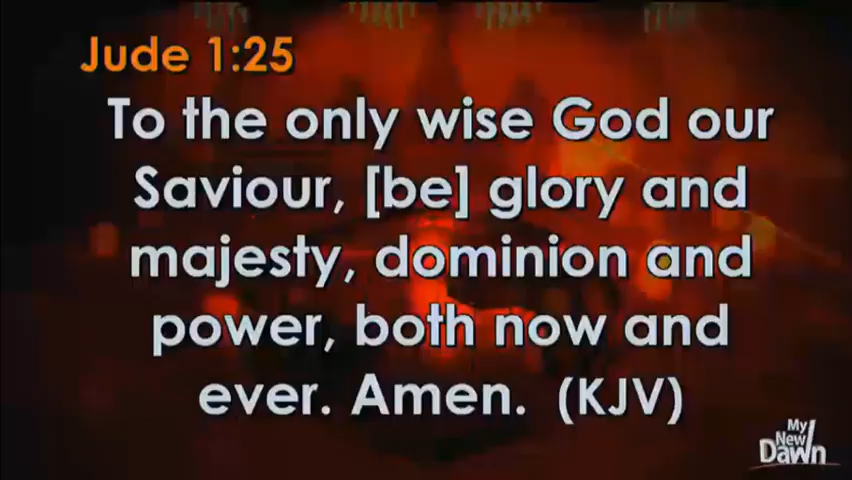 Jude 1:25
To the only wise God our
Saviour, [be] glory and
majesty, dominion and
power, both now and
ever. Amen. (KJV)
My
New
Dawn